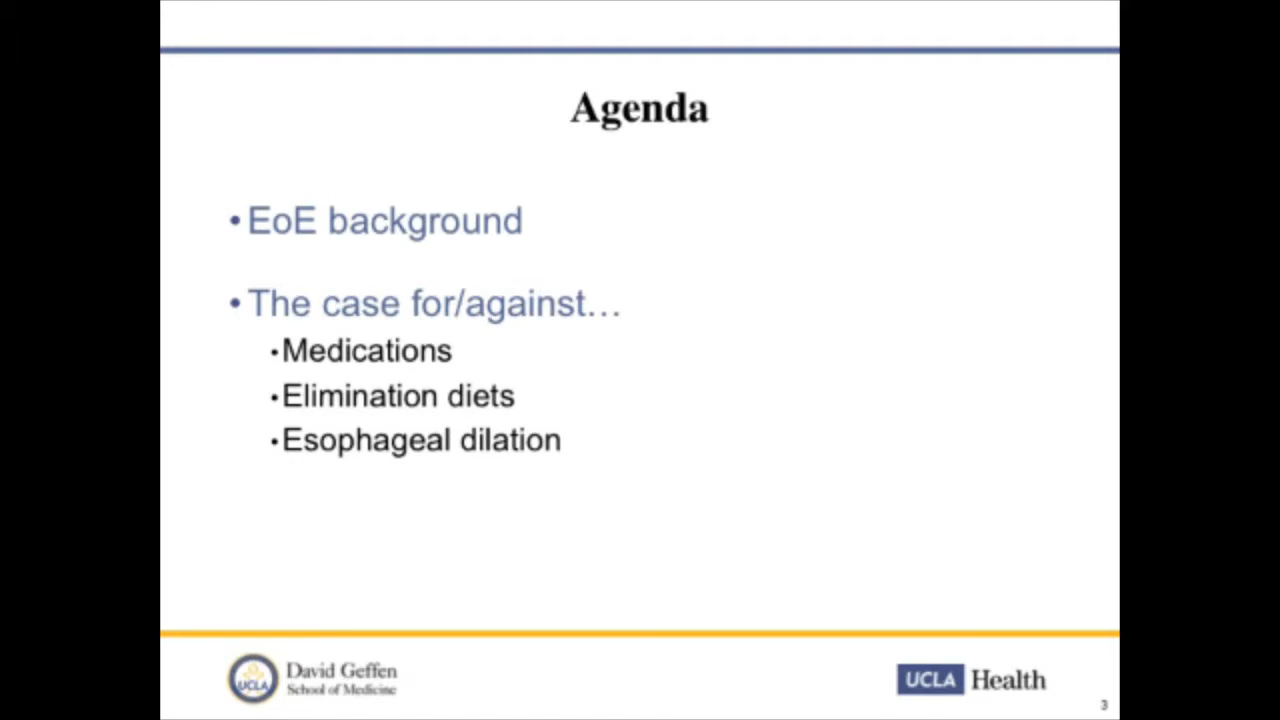 Agenda
• EoE background
• The case for/against…
• Medications
• Elimination diets
• Esophageal dilation
UCLA
David Geffen
School of Medicine
UCLA Health
3